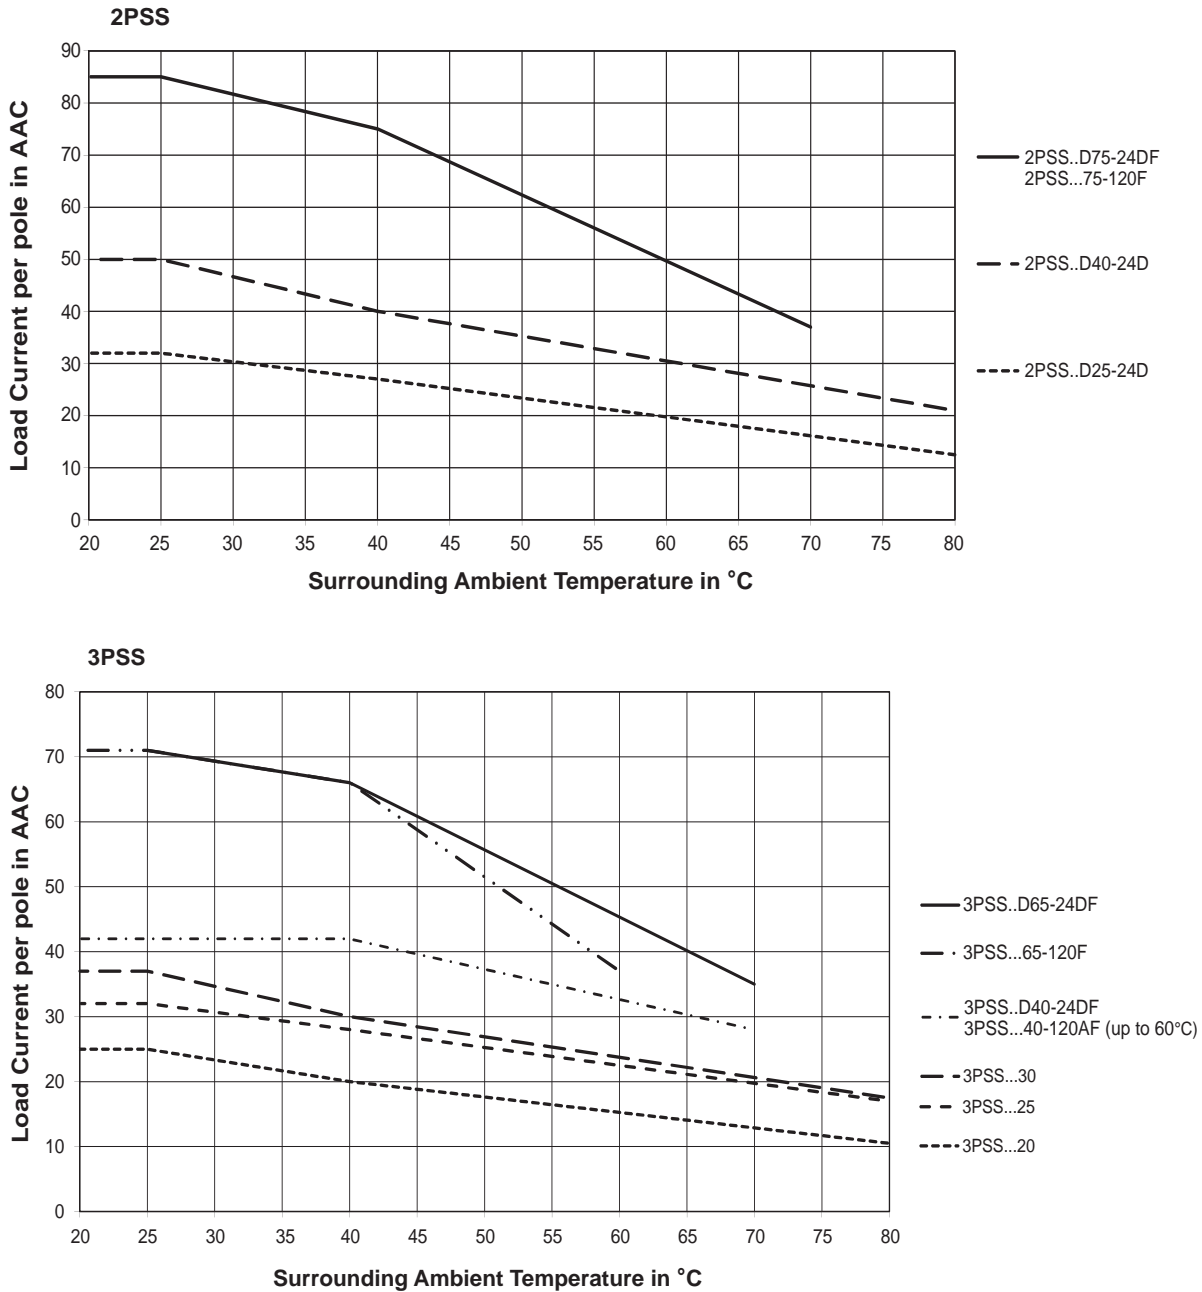 2PSS
Load Current per pole in AAC
90
80
70
60
50
40
30
20
10
0
20 25 30 35 40 45 50 55 60 65 70 75 80
Surrounding Ambient Temperature in °C
2PSS..D75-24DF
2PSS...75-120F
2PSS..D40-24D
2PSS..D25-24D
3PSS
Load Current per pole in AAC
80
70
60
50
40
30
20
10
0
20 25 30 35 40 45 50 55 60 65 70 75 80
Surrounding Ambient Temperature in °C
3PSS..D65-24DF
3PSS...65-120F
3PSS..D40-24DF
3PSS...40-120AF (up to 60°C)
3PSS...30
3PSS...25
3PSS...20